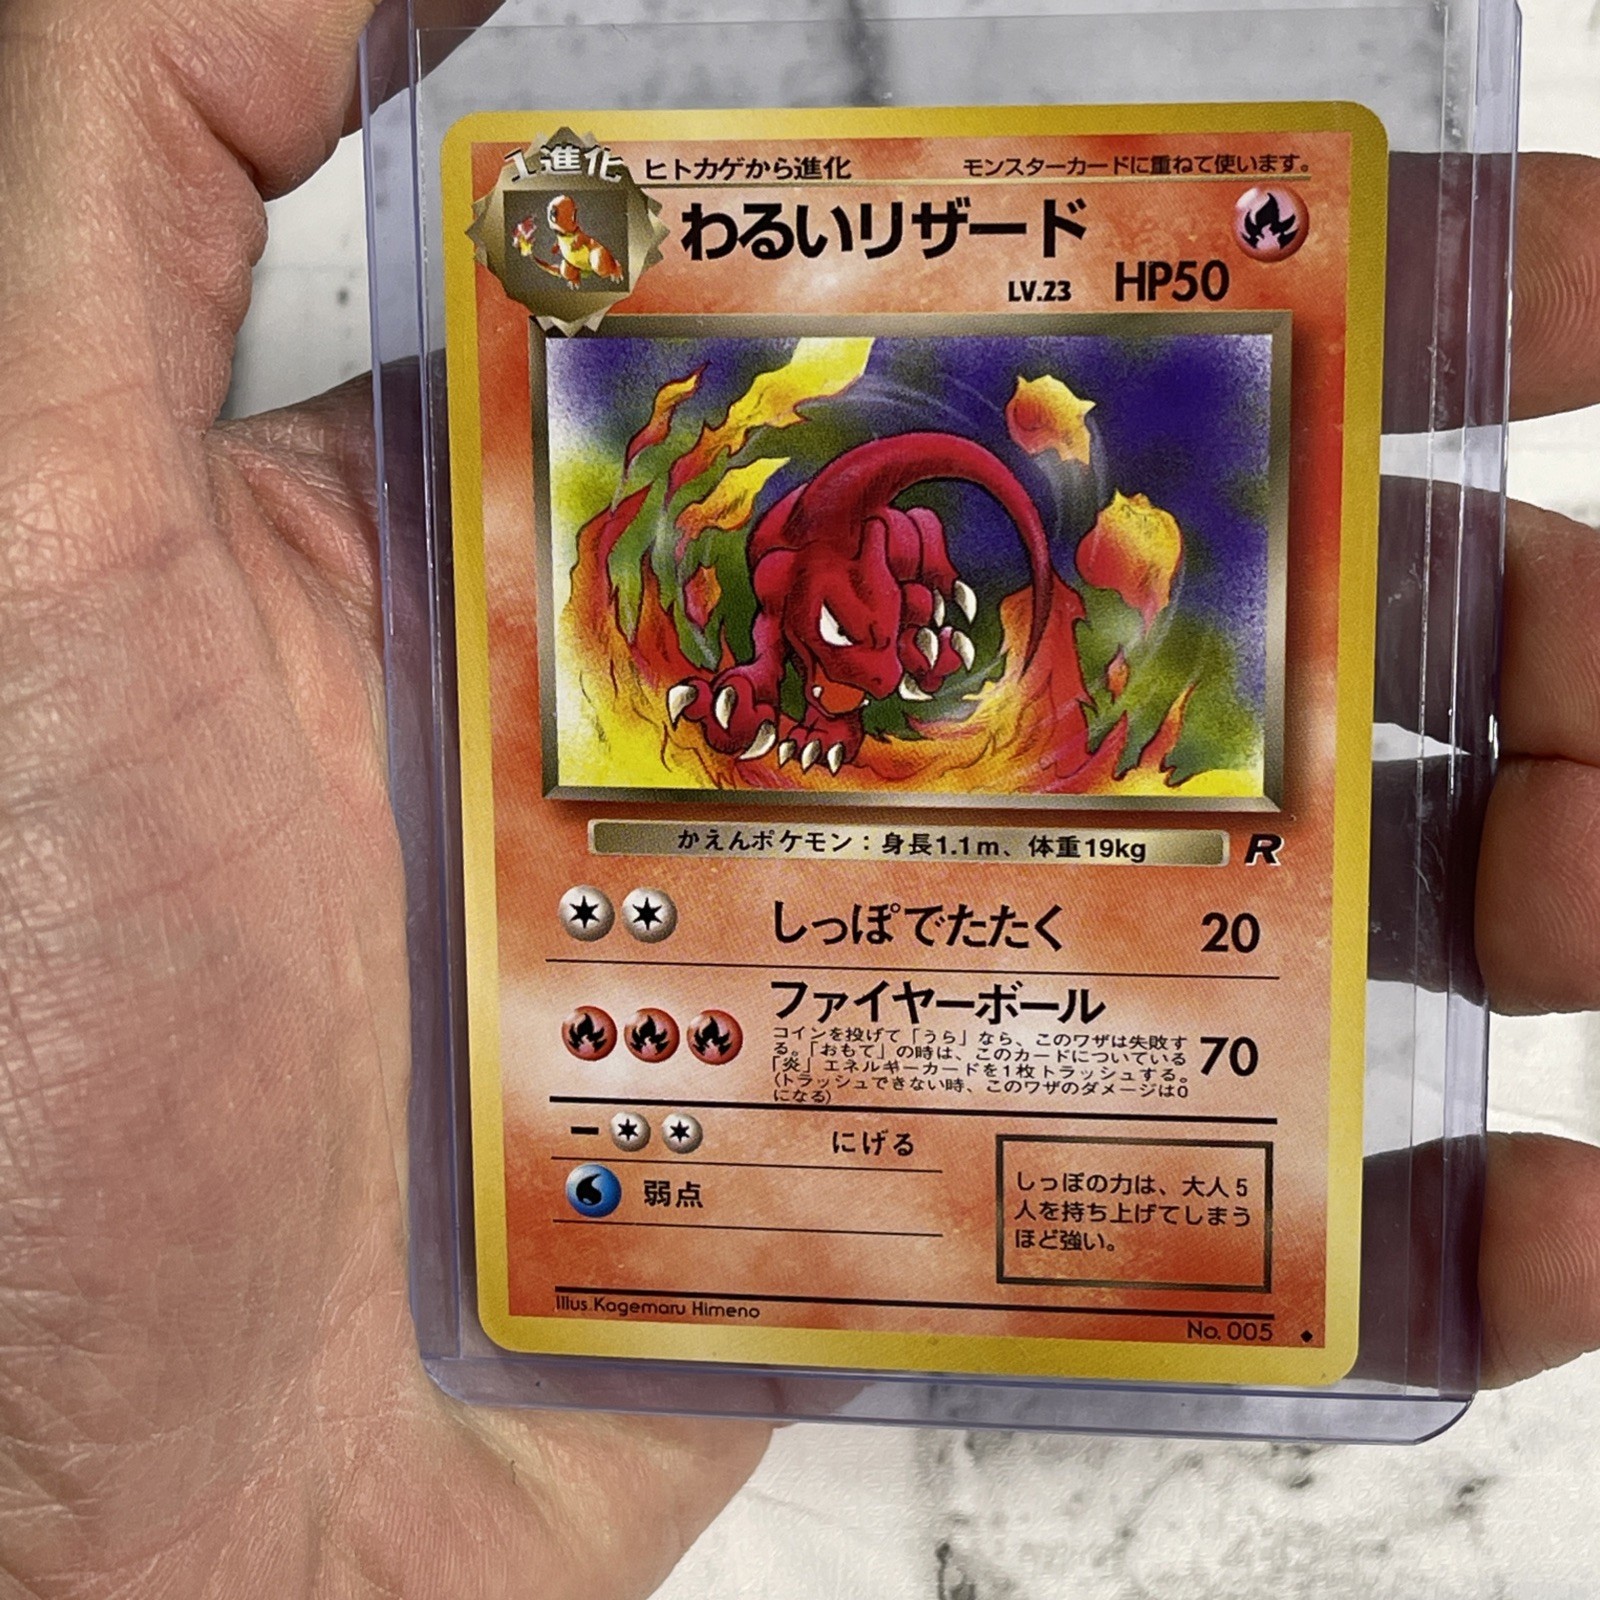 1進化
ヒトカゲから進化
モンスターカードに重ねて使います。
わるいリザード
LV.23 HP50
かえんポケモン：身長1.1m、体重19kg
R
しっぽでたたく 20
ファイヤーボール
コインを投げて「うら」なら、このワザは失敗す
る。「おもて」の時は、このカードについている
「炎」エネルギーカードを1枚トラッシュする。
(トラッシュできない時、このワザのダメージは0
になる)
70
にげる
弱点
しっぽの力は、大人5
人を持ち上げてしまう
ほど強い。
Illus. Kagemaru Himeno
No. 005